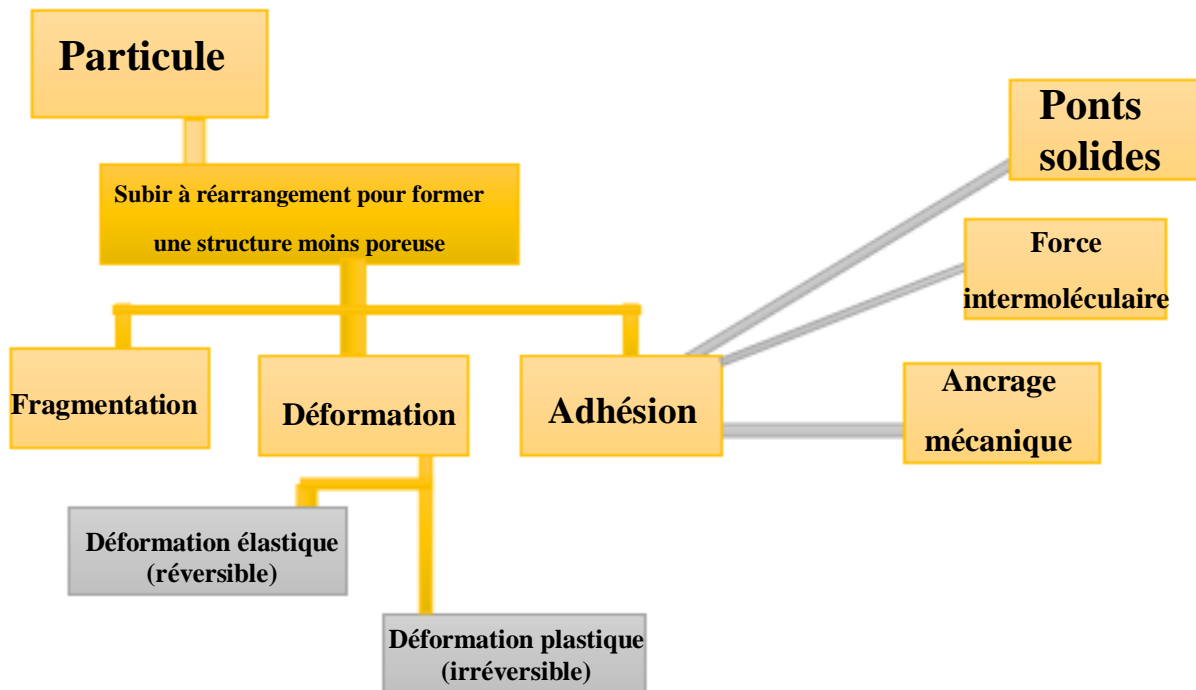 Particule
Subir à réarrangement pour former
une structure moins poreuse
Fragmentation
Déformation
Adhésion
Ponts
solides
Force
intermoléculaire
Ancrage
mécanique
Déformation élastique
(réversible)
Déformation plastique
(irréversible)